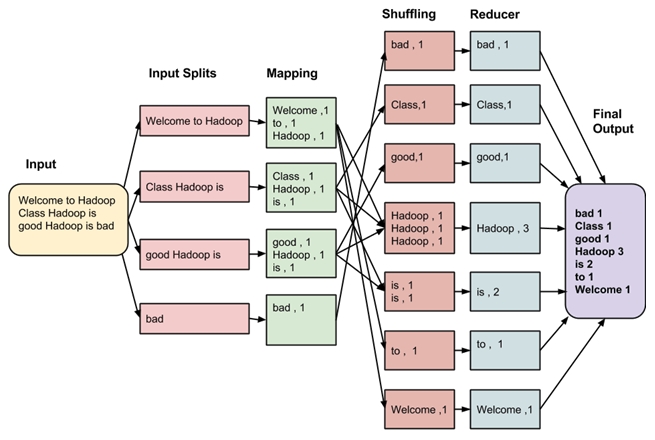 Input
Welcome to Hadoop
Class Hadoop is
good Hadoop is bad
Input Splits
Welcome to Hadoop
Class Hadoop is
good Hadoop is
bad
Mapping
Welcome ,1
to , 1
Hadoop , 1
Class , 1
Hadoop , 1
is , 1
good , 1
Hadoop , 1
is , 1
bad , 1
Shuffling
bad , 1
Class,1
good,1
Hadoop , 1
Hadoop , 1
Hadoop , 1
is , 1
is , 1
to , 1
Welcome ,1
Reducer
bad , 1
Class,1
good,1
Hadoop , 3
is , 2
to , 1
Welcome ,1
Final
Output
bad 1
Class 1
good 1
Hadoop 3
is 2
to 1
Welcome 1